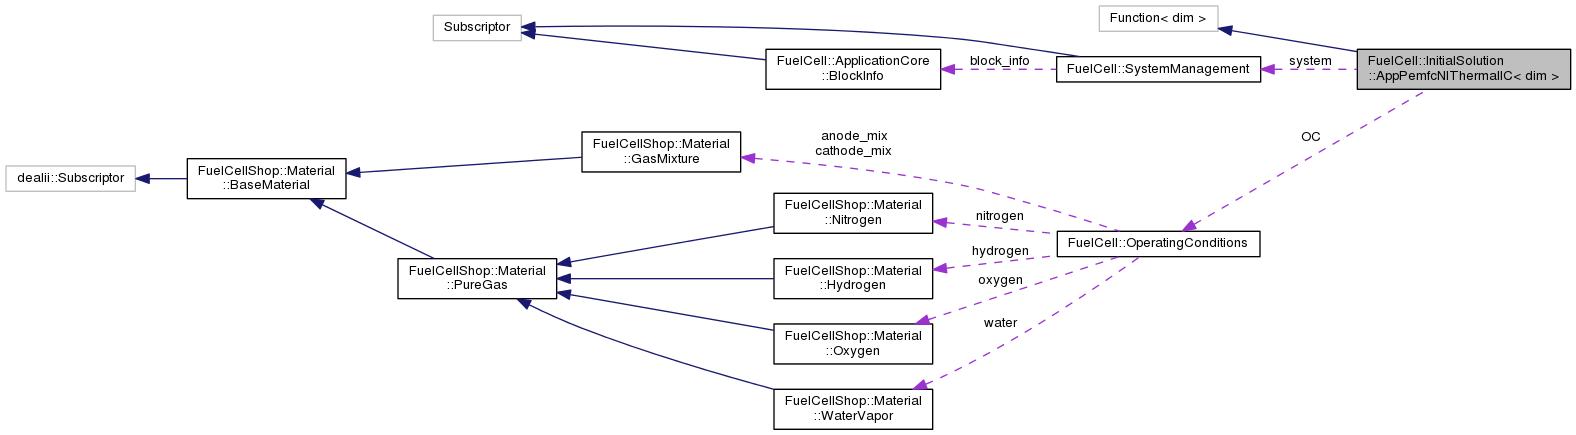 Subscriptor
Function< dim >
FuelCell::ApplicationCore
::BlockInfo
block_info
FuelCell::SystemManagement
system
FuelCell::InitialSolution
::AppPemfcNIThermalIC< dim >
OC
anode_mix
cathode_mix
FuelCellShop::Material
::GasMixture
dealii::Subscriptor
FuelCellShop::Material
::BaseMaterial
FuelCellShop::Material
::Nitrogen
nitrogen
FuelCell::OperatingConditions
hydrogen
FuelCellShop::Material
::PureGas
FuelCellShop::Material
::Hydrogen
oxygen
water
FuelCellShop::Material
::Oxygen
FuelCellShop::Material
::WaterVapor